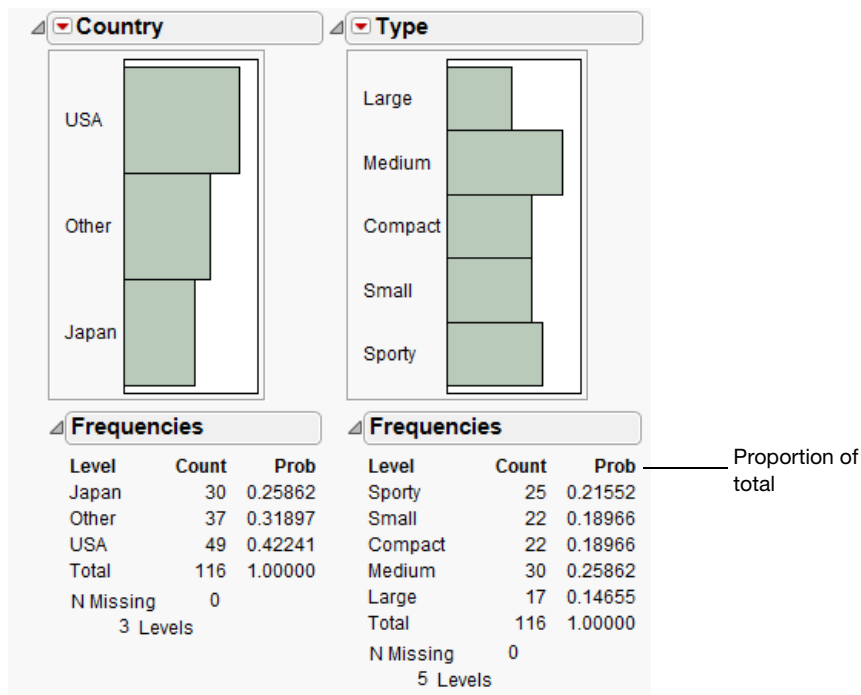 Country
USA
Other
Japan
Frequencies
Level Count Prob
Japan 30 0.25862
Other 37 0.31897
USA 49 0.42241
Total 116 1.00000
N Missing 0
3 Levels
Type
Large
Medium
Compact
Small
Sporty
Frequencies
Level Count Prob
Sporty 25 0.21552
Small 22 0.18966
Compact 22 0.18966
Medium 30 0.25862
Large 17 0.14655
Total 116 1.00000
N Missing 0
5 Levels
Proportion of
total